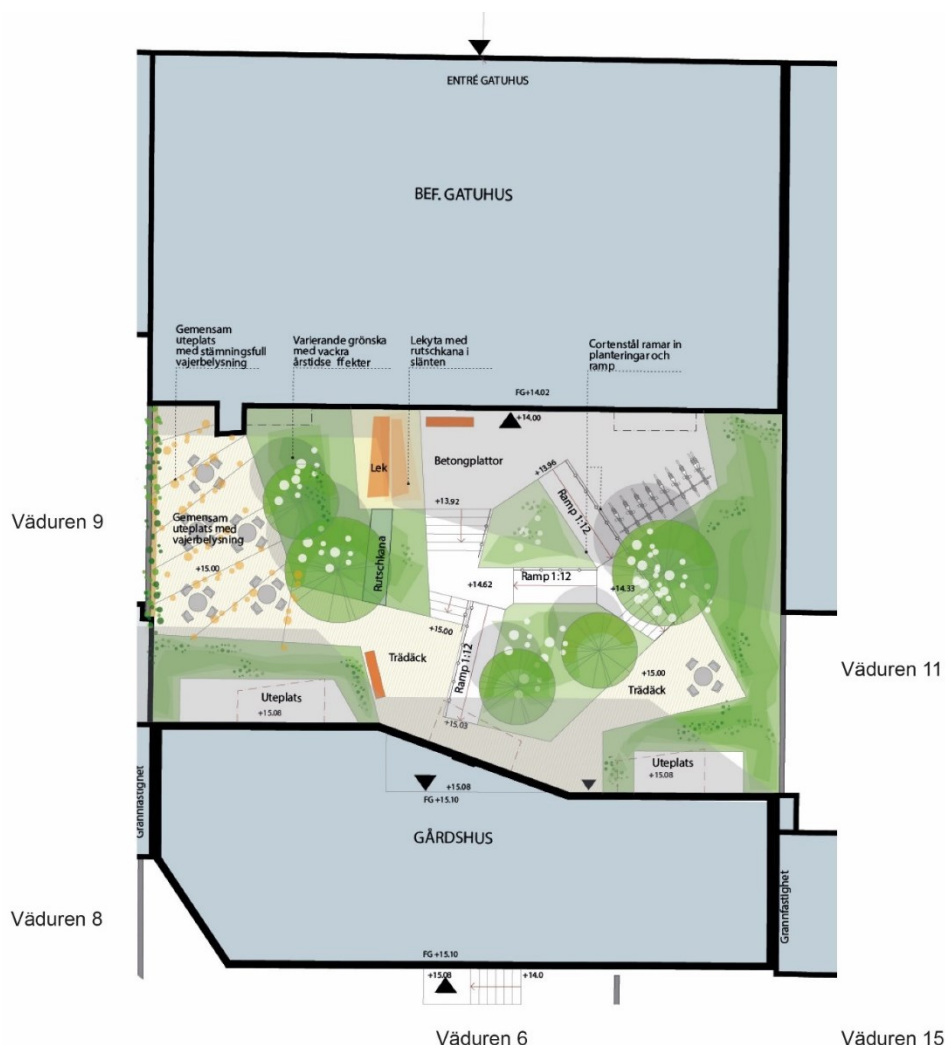 ENTRÉ GATUHUS
BEF. GATUHUS
Gemensam
uteplats
med stämningsfull
vajerbelysning
Varierande grönska
med vackra
årstidse ffekter
Lekyta med
rutschkana i
slänten
Cortenstål ramar in
planteringar och
ramp
FG+14.02
+14.00
Lek
Betongplattor
+13.96
Ramp 1:12
+13.92
Väduren 9
Gemensam
uteplats med
vajerbelysning
+15.00
Rutschkana
Ramp 1:12
+14.62
+14.33
+15.00
Ramp 1:12
Trädäck
+15.00
Trädäck
Väduren 11
Uteplats
+15.08
+15.03
Uteplats
+15.08
+15.08
FG +15.10
Grannfastighet
GÅRDSHUS
Grannfastighet
Väduren 8
FG +15.10
+15.08
+14.0
Väduren 6
Väduren 15